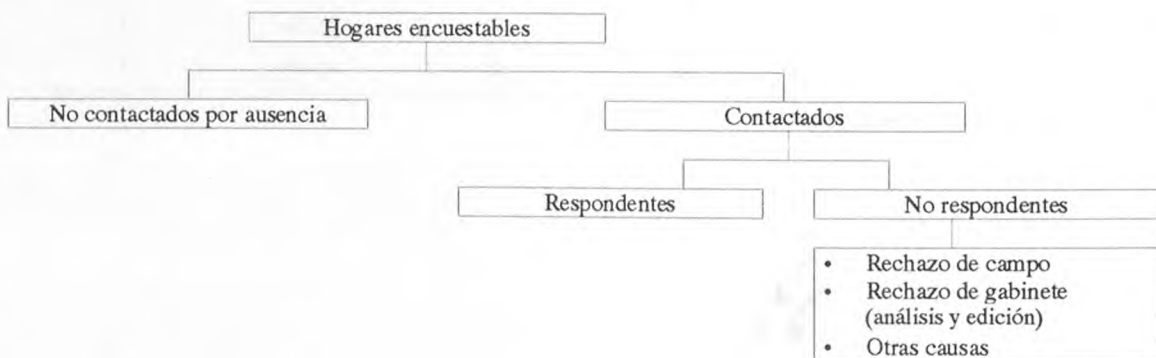 Hogares encuestables
No contactados por ausencia
Contactados
Respondentes
No respondentes
• Rechazo de campo
• Rechazo de gabinete
(análisis y edición)
• Otras causas